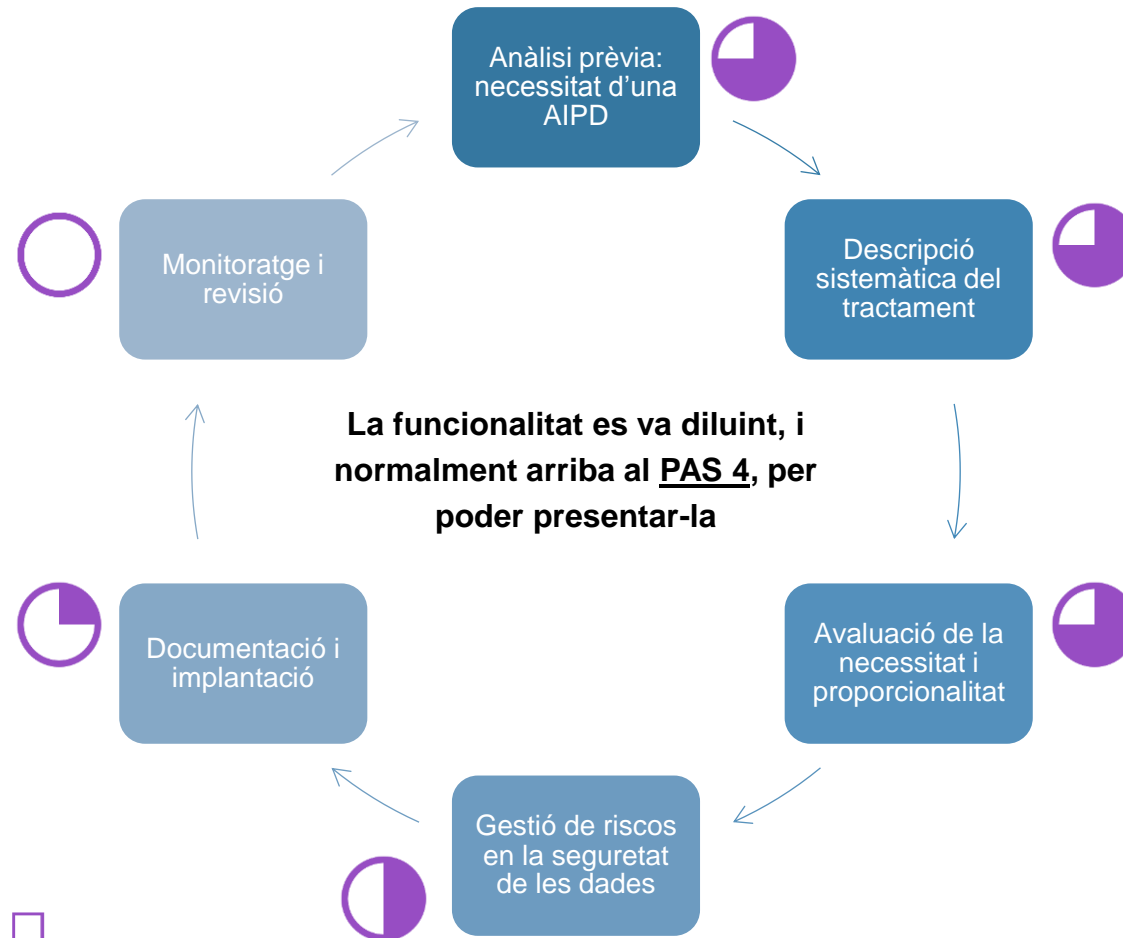 Anàlisi prèvia:
necessitat d'una
AIPD
Descripció
sistemàtica del
tractament
Avaluació de la
necessitat i
proporcionalitat
Gestió de riscos
en la seguretat
de les dades
Documentació i
implantació
Monitoratge i
revisió
La funcionalitat es va diluint, i
normalment arriba al PAS 4, per
poder presentar-la